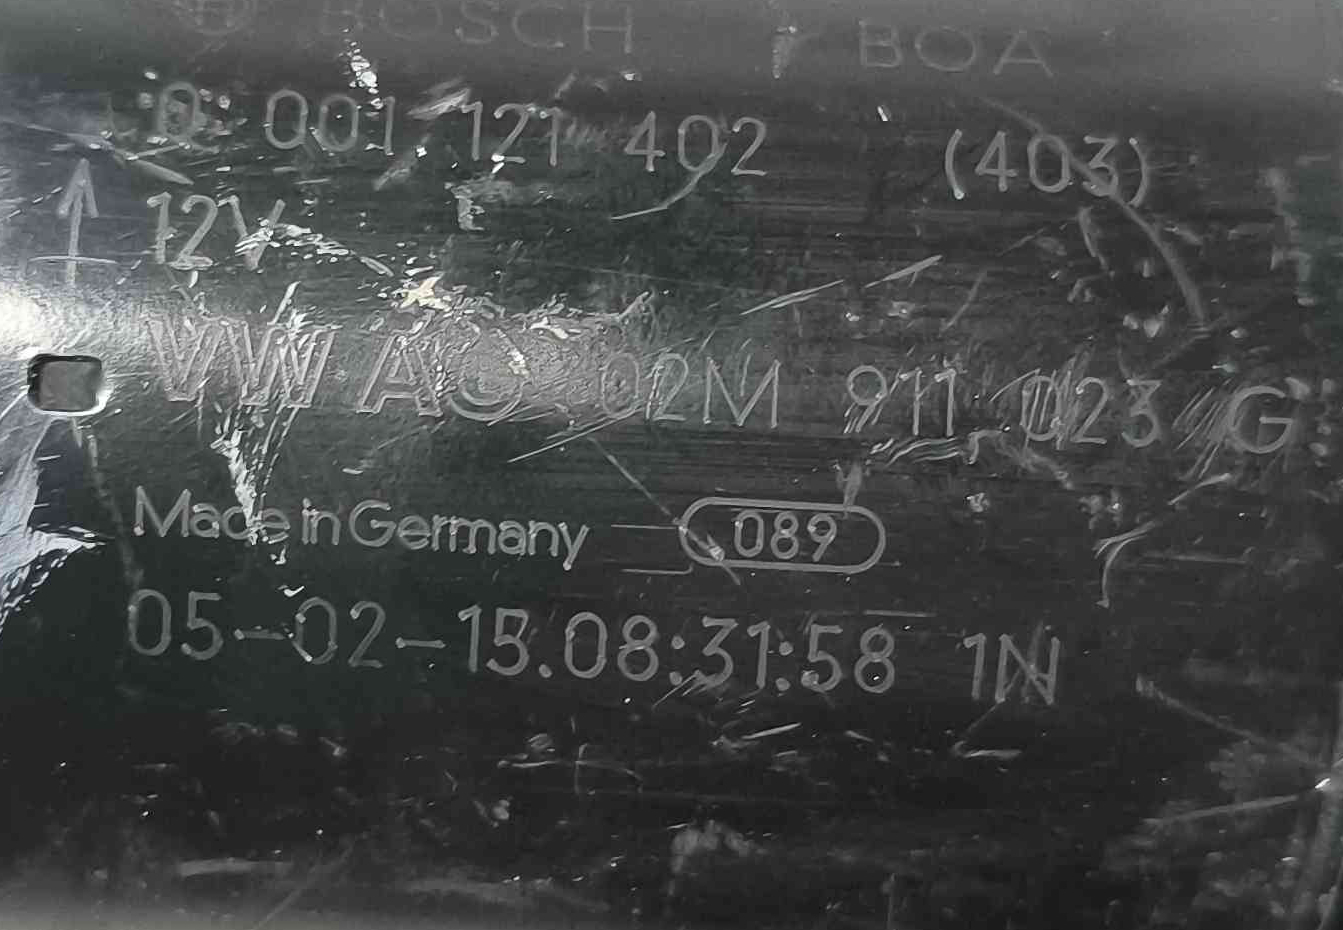 BOSCH BOA
0 001 121 402 (403)
12V
VW AG 02M 911 023 G
Made in Germany 089
05-02-15.08:31:58 1N